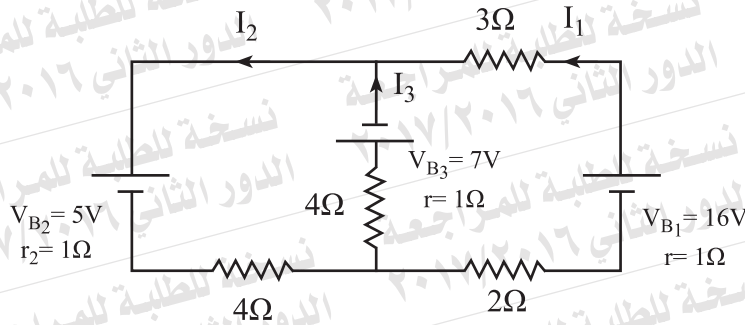 I₂
3Ω
I₁
I₃
V_B₃ = 7V
r= 1Ω
4Ω
V_B₂ = 5V
r₂= 1Ω
V_B₁ = 16V
r= 1Ω
4Ω
2Ω
نسخة للطلبة للمراجعة
الدور الثاني ٢٠١٧/٢٠١٦